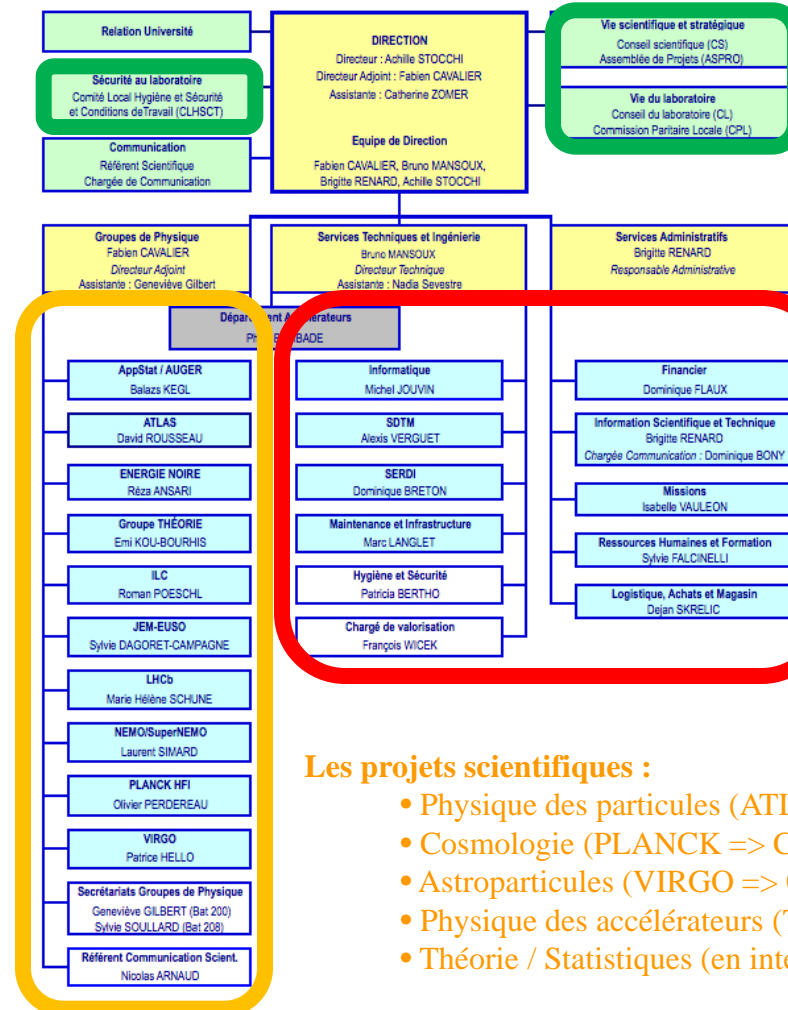 Relation Université
Sécurité au laboratoire
Comité Local Hygiène et Sécurité
et Conditions deTravail (CLHSCT)
Communication
Référent Scientifique
Chargée de Communication
DIRECTION
Directeur : Achille STOCCHI
Directeur Adjoint : Fabien CAVALIER
Assistante : Catherine ZOMER
Equipe de Direction
Fabien CAVALIER, Bruno MANSOUX,
Brigitte RENARD, Achille STOCCHI
Vie scientifique et stratégique
Conseil scientifique (CS)
Assemblée de Projets (ASPRO)
Vie du laboratoire
Conseil du laboratoire (CL)
Commission Paritaire Locale (CPL)
Groupes de Physique
Fabien CAVALIER
Directeur Adjoint
Assistante : Geneviève Gilbert
Services Techniques et Ingénierie
Bruno MANSOUX
Directeur Technique
Assistante : Nadia Sevestre
Services Administratifs
Brigitte RENARD
Responsable Administrative
AppStat / AUGER
Balazs KEGL
ATLAS
David ROUSSEAU
ENERGIE NOIRE
Réza ANSARI
Groupe THÉORIE
Emi KOU-BOURHIS
ILC
Roman POESCHL
JEM-EUSO
Sylvie DAGORET-CAMPAGNE
LHCb
Marie Hélène SCHUNE
NEMO/SuperNEMO
Laurent SIMARD
PLANCK HFI
Olivier PERDEREAU
VIRGO
Patrice HELLO
Secrétariats Groupes de Physique
Geneviève GILBERT (Bat 200)
Sylvie SOULLARD (Bat 208)
Référent Communication Scient.
Nicolas ARNAUD
Informatique
Michel JOUVIN
SDTM
Alexis VERGUET
SERDI
Dominique BRETON
Maintenance et Infrastructure
Marc LANGLET
Hygiène et Sécurité
Patricia BERTHO
Chargé de valorisation
François WICEK
Financier
Dominique FLAUX
Information Scientifique et Technique
Brigitte RENARD
Chargée Communication : Dominique BONY
Missions
Isabelle VAULEON
Ressources Humaines et Formation
Sylvie FALCINELLI
Logistique, Achats et Magasin
Dejan SKRELIC
Les projets scientifiques :
• Physique des particules
• Cosmologie (PLANCK =>
• Astroparticules (VIRGO =>
• Physique des accélérateurs
• Théorie / Statistiques (en